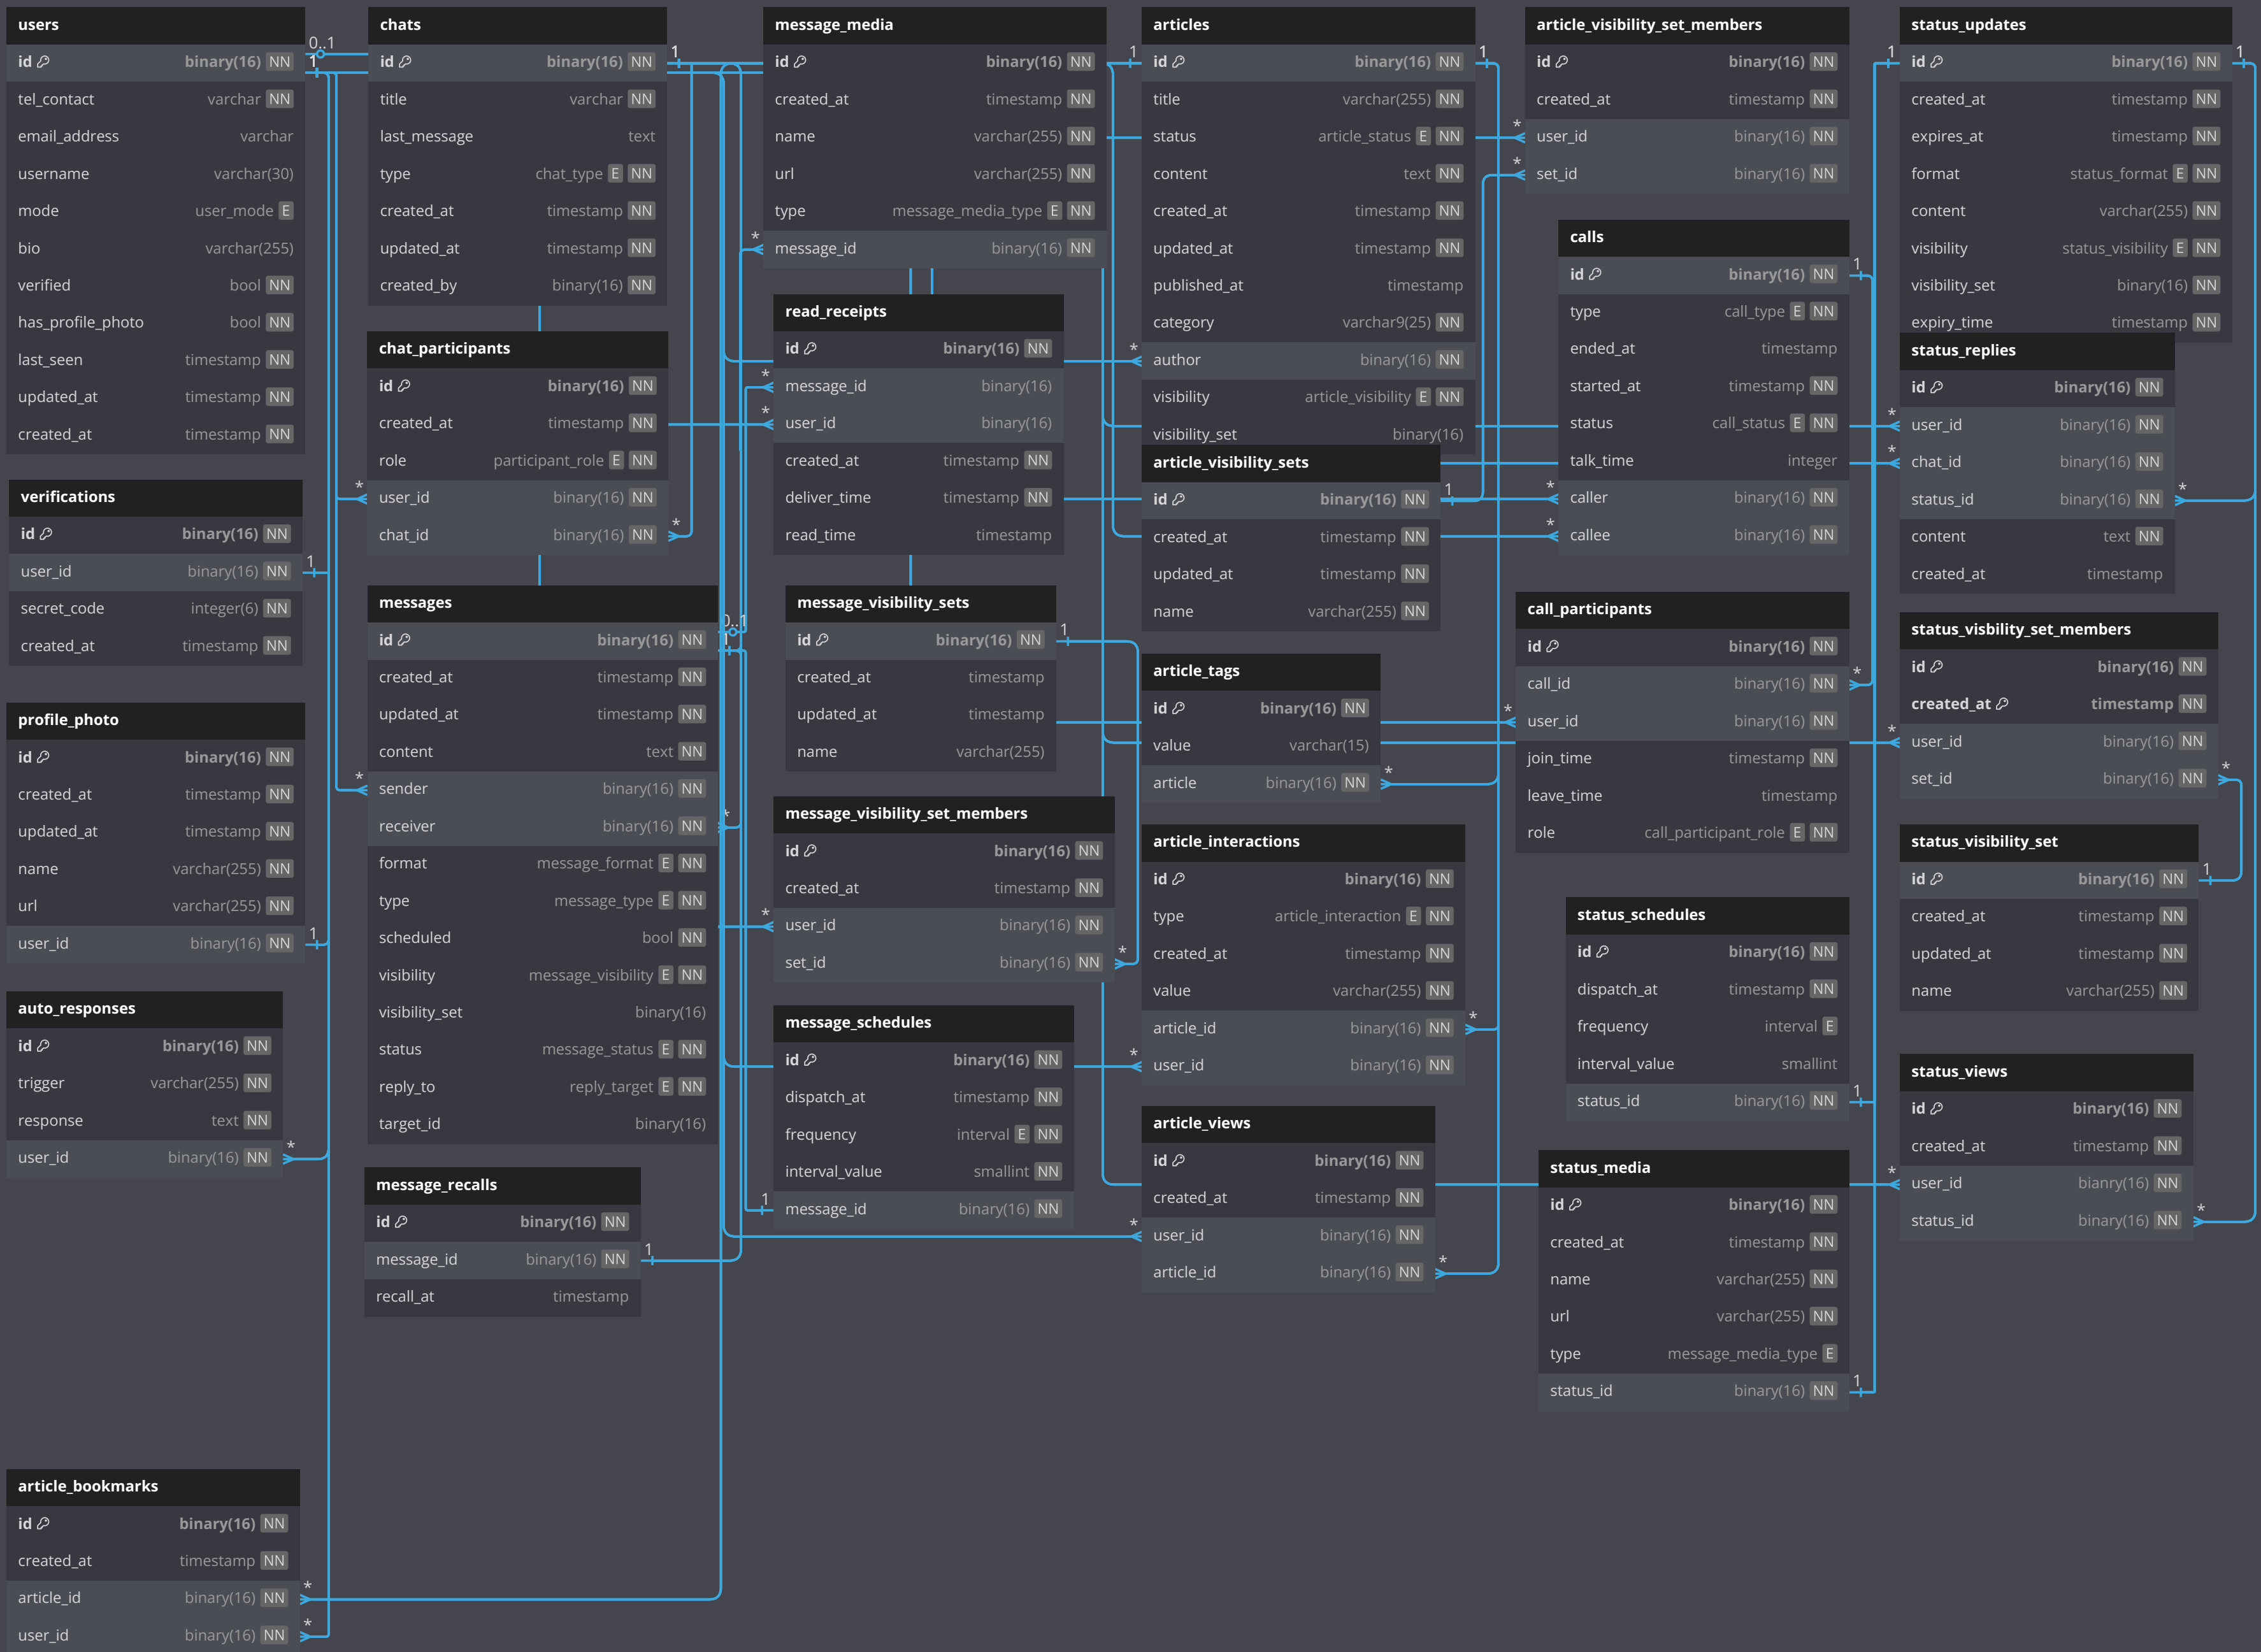 users
id binary(16) NN
tel_contact varchar NN
email_address varchar
username varchar(30)
mode user_mode E
bio varchar(255)
verified bool NN
has_profile_photo bool NN
last_seen timestamp NN
updated_at timestamp NN
created_at timestamp NN
0..1
1
verifications
id binary(16) NN
user_id binary(16) NN
1
secret_code integer(6) NN
created_at timestamp NN
profile_photo
id binary(16) NN
created_at timestamp NN
updated_at timestamp NN
name varchar(255) NN
url varchar(255) NN
user_id binary(16) NN
1
auto_responses
id binary(16) NN
trigger varchar(255) NN
response text NN
user_id binary(16) NN
*
article_bookmarks
id binary(16) NN
created_at timestamp NN
article_id binary(16) NN
*
user_id binary(16) NN
*
chats
id binary(16) NN
1
title varchar NN
last_message text
type chat_type E NN
created_at timestamp NN
updated_at timestamp NN
created_by binary(16) NN
chat_participants
id binary(16) NN
created_at timestamp NN
role participant_role E NN
*
user_id binary(16) NN
chat_id binary(16) NN
*
messages
id binary(16) NN
0..1
1
created_at timestamp NN
updated_at timestamp NN
content text NN
*
sender binary(16) NN
receiver binary(16) NN
*
format message_format E NN
type message_type E NN
scheduled bool NN
visibility message_visibility E NN
visibility_set binary(16)
status message_status E NN
reply_to reply_target E NN
target_id binary(16)
message_recalls
id binary(16) NN
message_id binary(16) NN
1
recall_at timestamp
message_media
id binary(16) NN
created_at timestamp NN
name varchar(255) NN
url varchar(255) NN
type message_media_type E NN
*
message_id binary(16) NN
read_receipts
id binary(16) NN
*
message_id binary(16)
*
user_id binary(16)
created_at timestamp NN
deliver_time timestamp NN
read_time timestamp
message_visibility_sets
id binary(16) NN
1
created_at timestamp
updated_at timestamp
name varchar(255)
message_visibility_set_members
id binary(16) NN
created_at timestamp NN
*
user_id binary(16) NN
set_id binary(16) NN
*
message_schedules
id binary(16) NN
dispatch_at timestamp NN
frequency interval E NN
interval_value smallint NN
1
message_id binary(16) NN
articles
1
id binary(16) NN
1
title varchar(255) NN
status article_status E NN
content text NN
created_at timestamp NN
updated_at timestamp NN
published_at timestamp
category varchar9(25) NN
*
author binary(16) NN
visibility article_visibility E NN
visibility_set binary(16)
article_visibility_sets
id binary(16) NN
1
created_at timestamp NN
updated_at timestamp NN
name varchar(255) NN
article_tags
id binary(16) NN
value varchar(15)
article binary(16) NN
*
article_interactions
id binary(16) NN
type article_interaction E NN
created_at timestamp NN
value varchar(255) NN
article_id binary(16) NN
*
*
user_id binary(16) NN
article_views
id binary(16) NN
created_at timestamp NN
*
user_id binary(16) NN
article_id binary(16) NN
*
article_visibility_set_members
id binary(16) NN
created_at timestamp NN
*
user_id binary(16) NN
*
set_id binary(16) NN
calls
id binary(16) NN
1
type call_type E NN
ended_at timestamp
started_at timestamp NN
status call_status E NN
talk_time integer
*
caller binary(16) NN
*
callee binary(16) NN
call_participants
id binary(16) NN
call_id binary(16) NN
*
*
user_id binary(16) NN
join_time timestamp NN
leave_time timestamp
role call_participant_role E NN
status_schedules
id binary(16) NN
dispatch_at timestamp NN
frequency interval E
interval_value smallint
status_id binary(16) NN
1
status_media
id binary(16) NN
created_at timestamp NN
name varchar(255) NN
url varchar(255) NN
type message_media_type E
status_id binary(16) NN
1
status_updates
1
id binary(16) NN
1
created_at timestamp NN
expires_at timestamp NN
format status_format E NN
content varchar(255) NN
visibility status_visibility E NN
visibility_set binary(16) NN
expiry_time timestamp NN
status_replies
id binary(16) NN
*
user_id binary(16) NN
*
chat_id binary(16) NN
status_id binary(16) NN
*
content text NN
created_at timestamp
status_visbility_set_members
id binary(16) NN
created_at timestamp NN
*
user_id binary(16) NN
set_id binary(16) NN
*
status_visibility_set
id binary(16) NN
1
created_at timestamp NN
updated_at timestamp NN
name varchar(255) NN
status_views
id binary(16) NN
created_at timestamp NN
*
user_id bianry(16) NN
status_id binary(16) NN
*